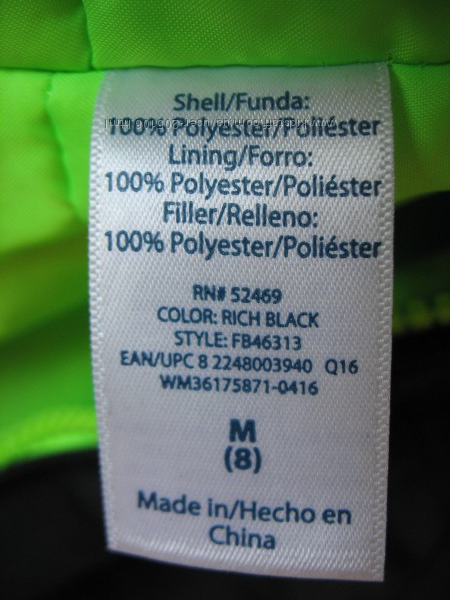 Shell/Funda:
100% Polyester/Poliéster
Lining/Forro:
100% Polyester/Poliéster
Filler/Relleno:
100% Polyester/Poliéster
RN# 52469
COLOR: RICH BLACK
STYLE: FB46313
EAN/UPC 8 2248003940 Q16
WM36175871-0416
M
(8)
Made in/Hecho en
China